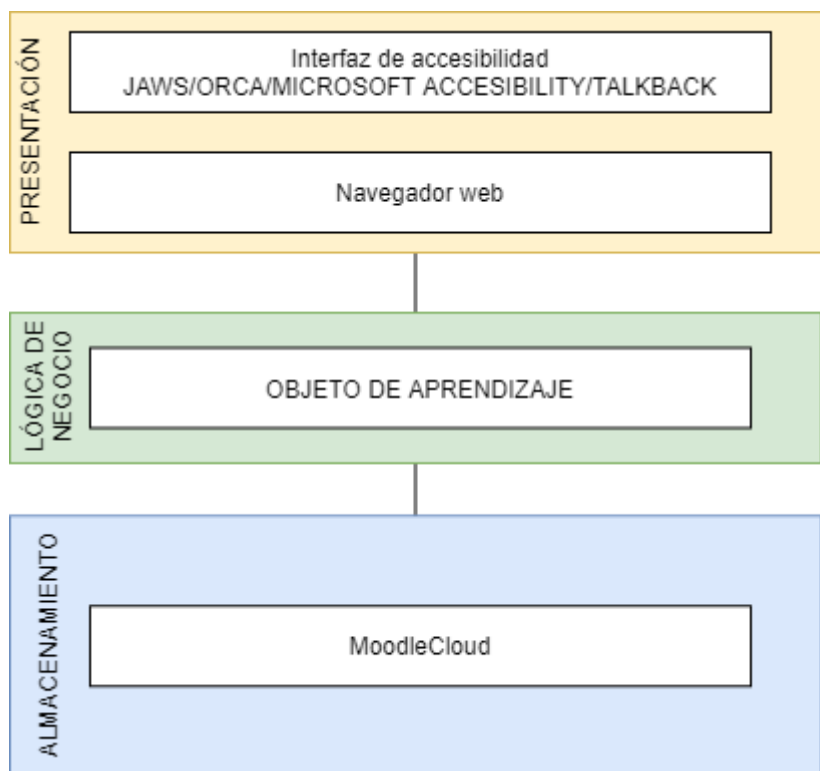 PRESENTACIÓN
Interfaz de accesibilidad
JAWS/ORCA/MICROSOFT ACCESIBILITY/TALKBACK
Navegador web
LÓGICA DE
NEGOCIO
OBJETO DE APRENDIZAJE
ALMACENAMIENTO
MoodleCloud